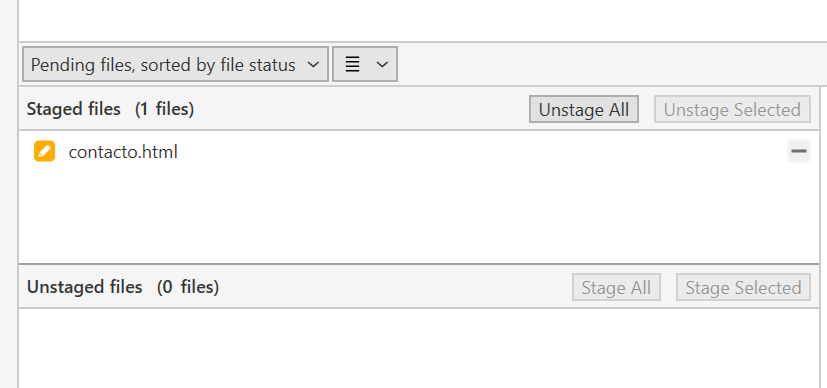 Pending files, sorted by file status
Staged files (1 files) Unstage All Unstage Selected
contacto.html
Unstaged files (0 files) Stage All Stage Selected